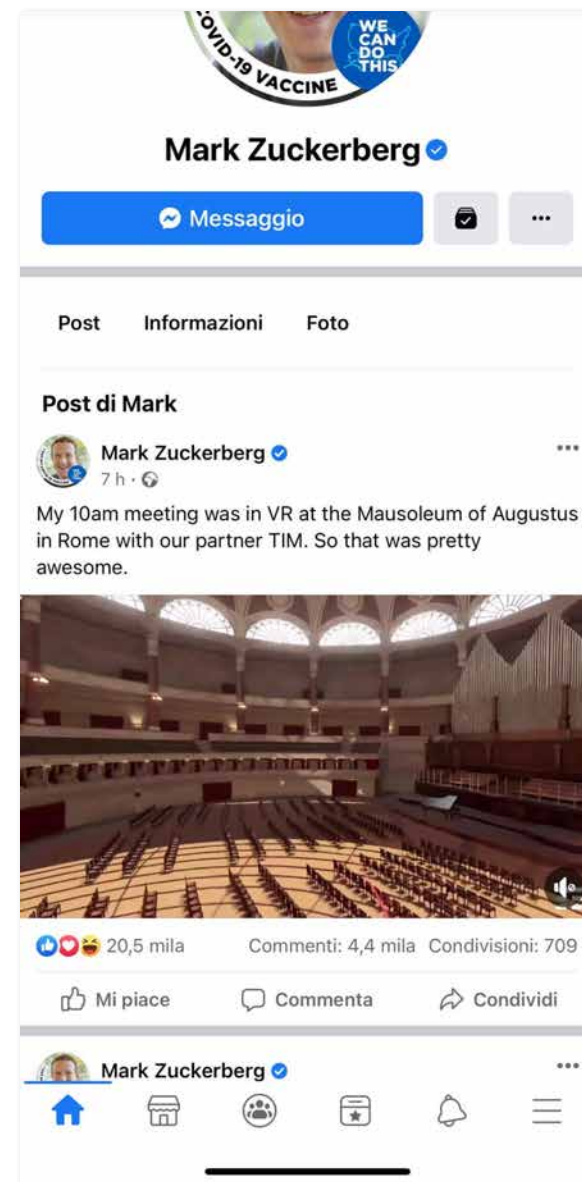 COVID-19 VACCINE
WE
CAN
DO
THIS
Mark Zuckerberg
Messaggio
Post Informazioni Foto
Post di Mark
Mark Zuckerberg
7 h ·
My 10am meeting was in VR at the Mausoleum of Augustus
in Rome with our partner TIM. So that was pretty
awesome.
20,5 mila Commenti: 4,4 mila Condivisioni: 709
Mi piace Commenta Condividi
Mark Zuckerberg